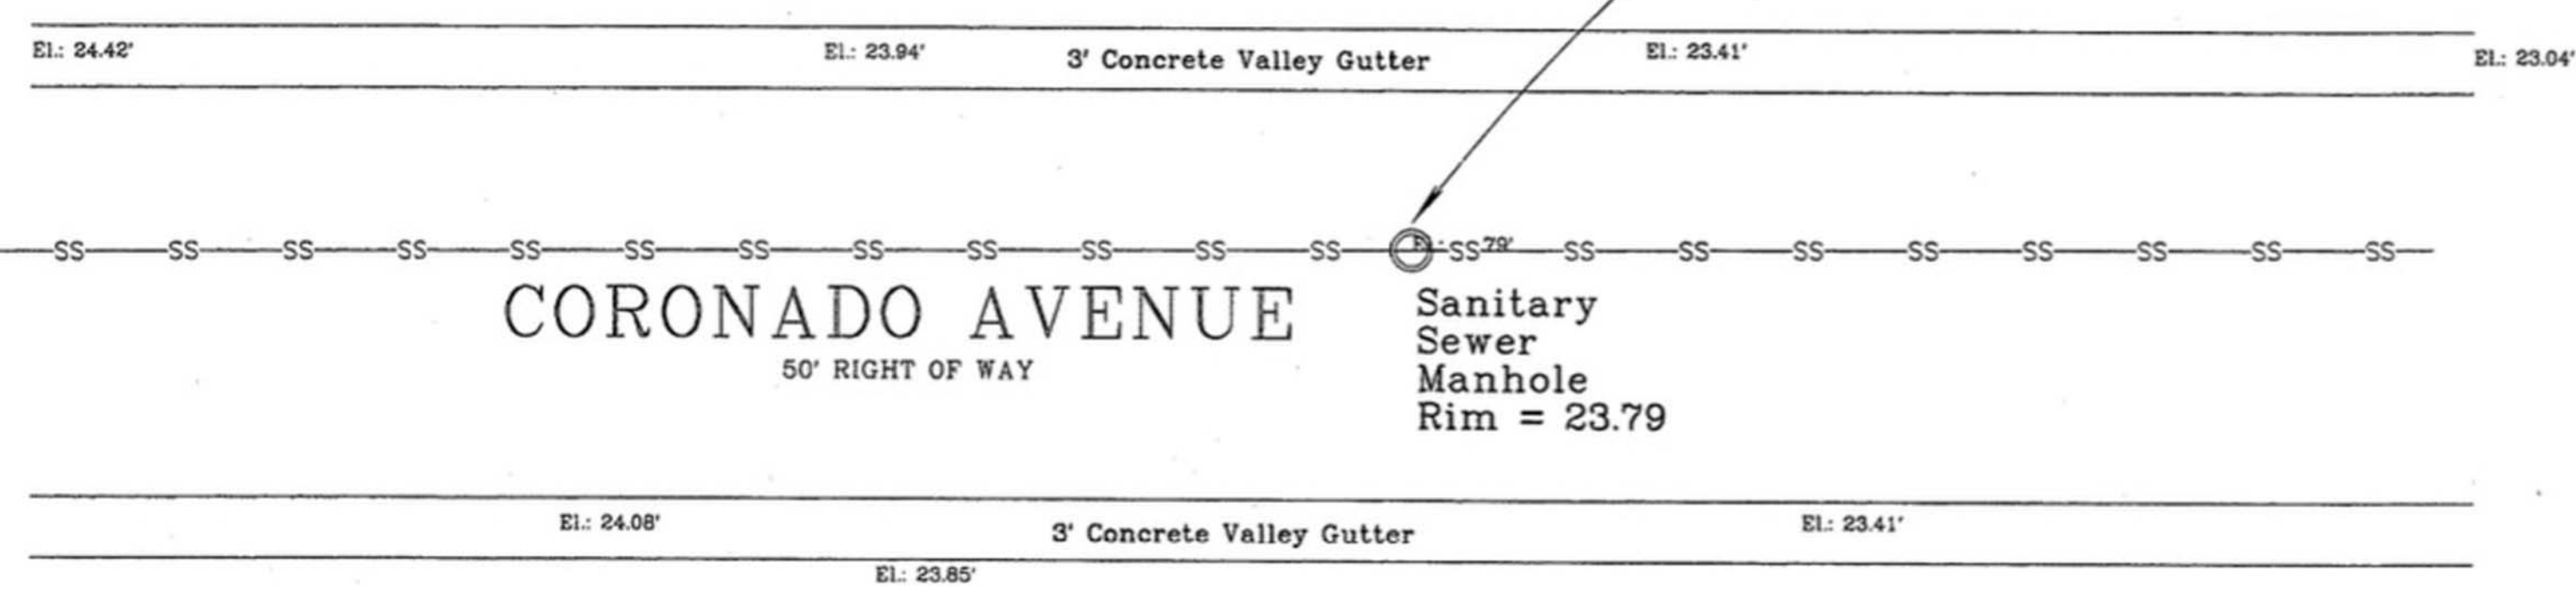 El.: 24.42'
El.: 23.94'
3' Concrete Valley Gutter
El.: 23.41'
El.: 23.04'
SS SS SS SS SS SS SS SS SS SS SS SS SS 79' SS SS SS SS SS SS SS SS
CORONADO AVENUE
50' RIGHT OF WAY
Sanitary
Sewer
Manhole
Rim = 23.79
El.: 24.08'
3' Concrete Valley Gutter
El.: 23.41'
El.: 23.85'